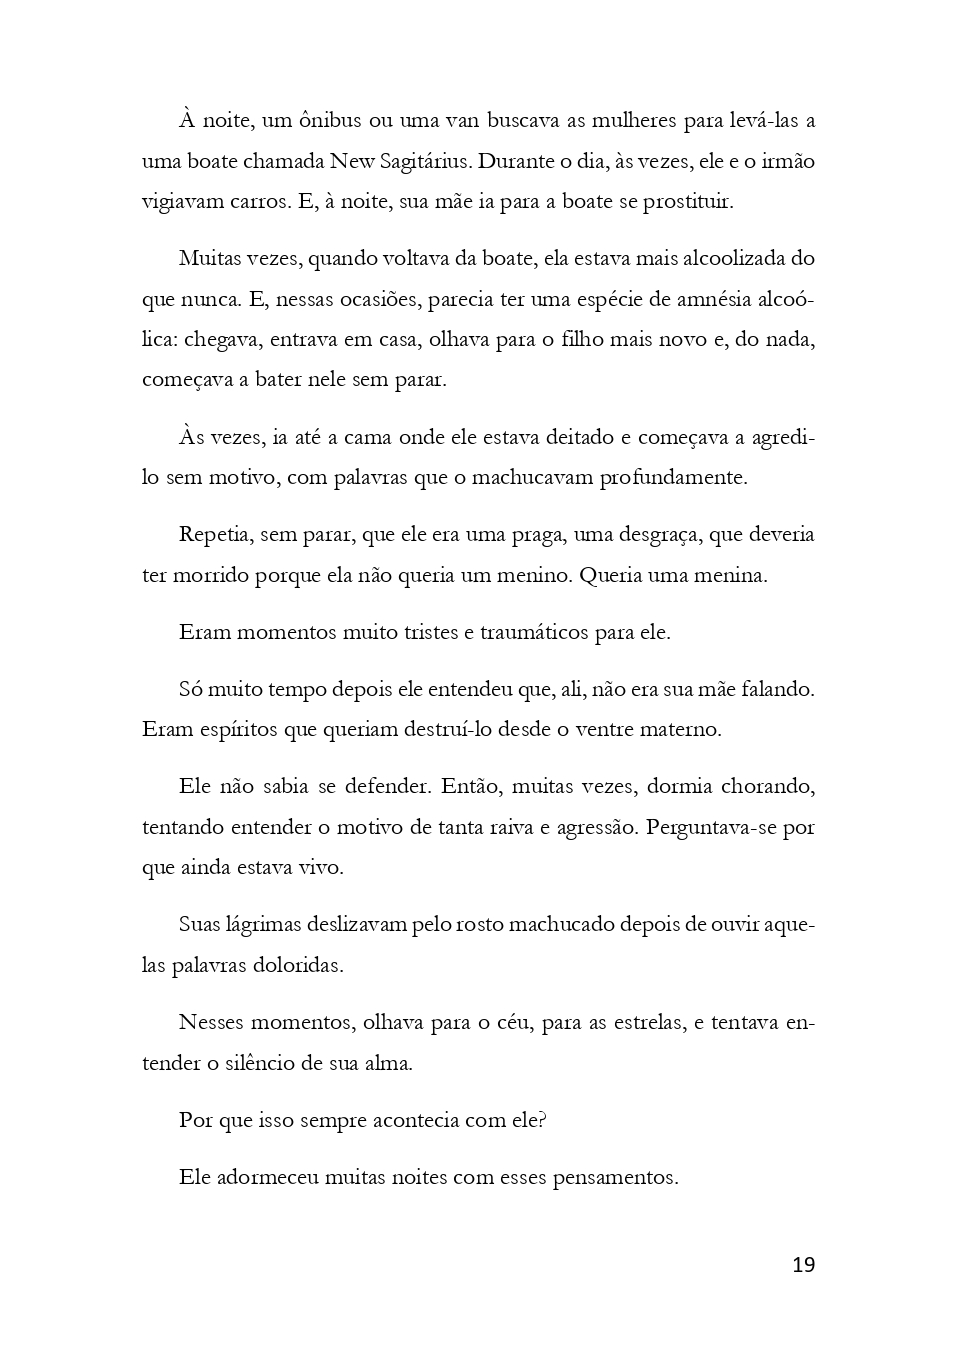 À noite, um ônibus ou uma van buscava as mulheres para levá-las a
uma boate chamada New Sagitárius. Durante o dia, às vezes, ele e o irmão
vigiavam carros. E, à noite, sua mãe ia para a boate se prostituir.
Muitas vezes, quando voltava da boate, ela estava mais alcoolizada do
que nunca. E, nessas ocasiões, parecia ter uma espécie de amnésia alcoó-
lica: chegava, entrava em casa, olhava para o filho mais novo e, do nada,
começava a bater nele sem parar.
Às vezes, ia até a cama onde ele estava deitado e começava a agredi-
lo sem motivo, com palavras que o machucavam profundamente.
Repetia, sem parar, que ele era uma praga, uma desgraça, que deveria
ter morrido porque ela não queria um menino. Queria uma menina.
Eram momentos muito tristes e traumáticos para ele.
Só muito tempo depois ele entendeu que, ali, não era sua mãe falando.
Eram espíritos que queriam destruí-lo desde o ventre materno.
Ele não sabia se defender. Então, muitas vezes, dormia chorando,
tentando entender o motivo de tanta raiva e agressão. Perguntava-se por
que ainda estava vivo.
Suas lágrimas deslizavam pelo rosto machucado depois de ouvir aque-
las palavras doloridas.
Nesses momentos, olhava para o céu, para as estrelas, e tentava en-
tender o silêncio de sua alma.
Por que isso sempre acontecia com ele?
Ele adormeceu muitas noites com esses pensamentos.
19